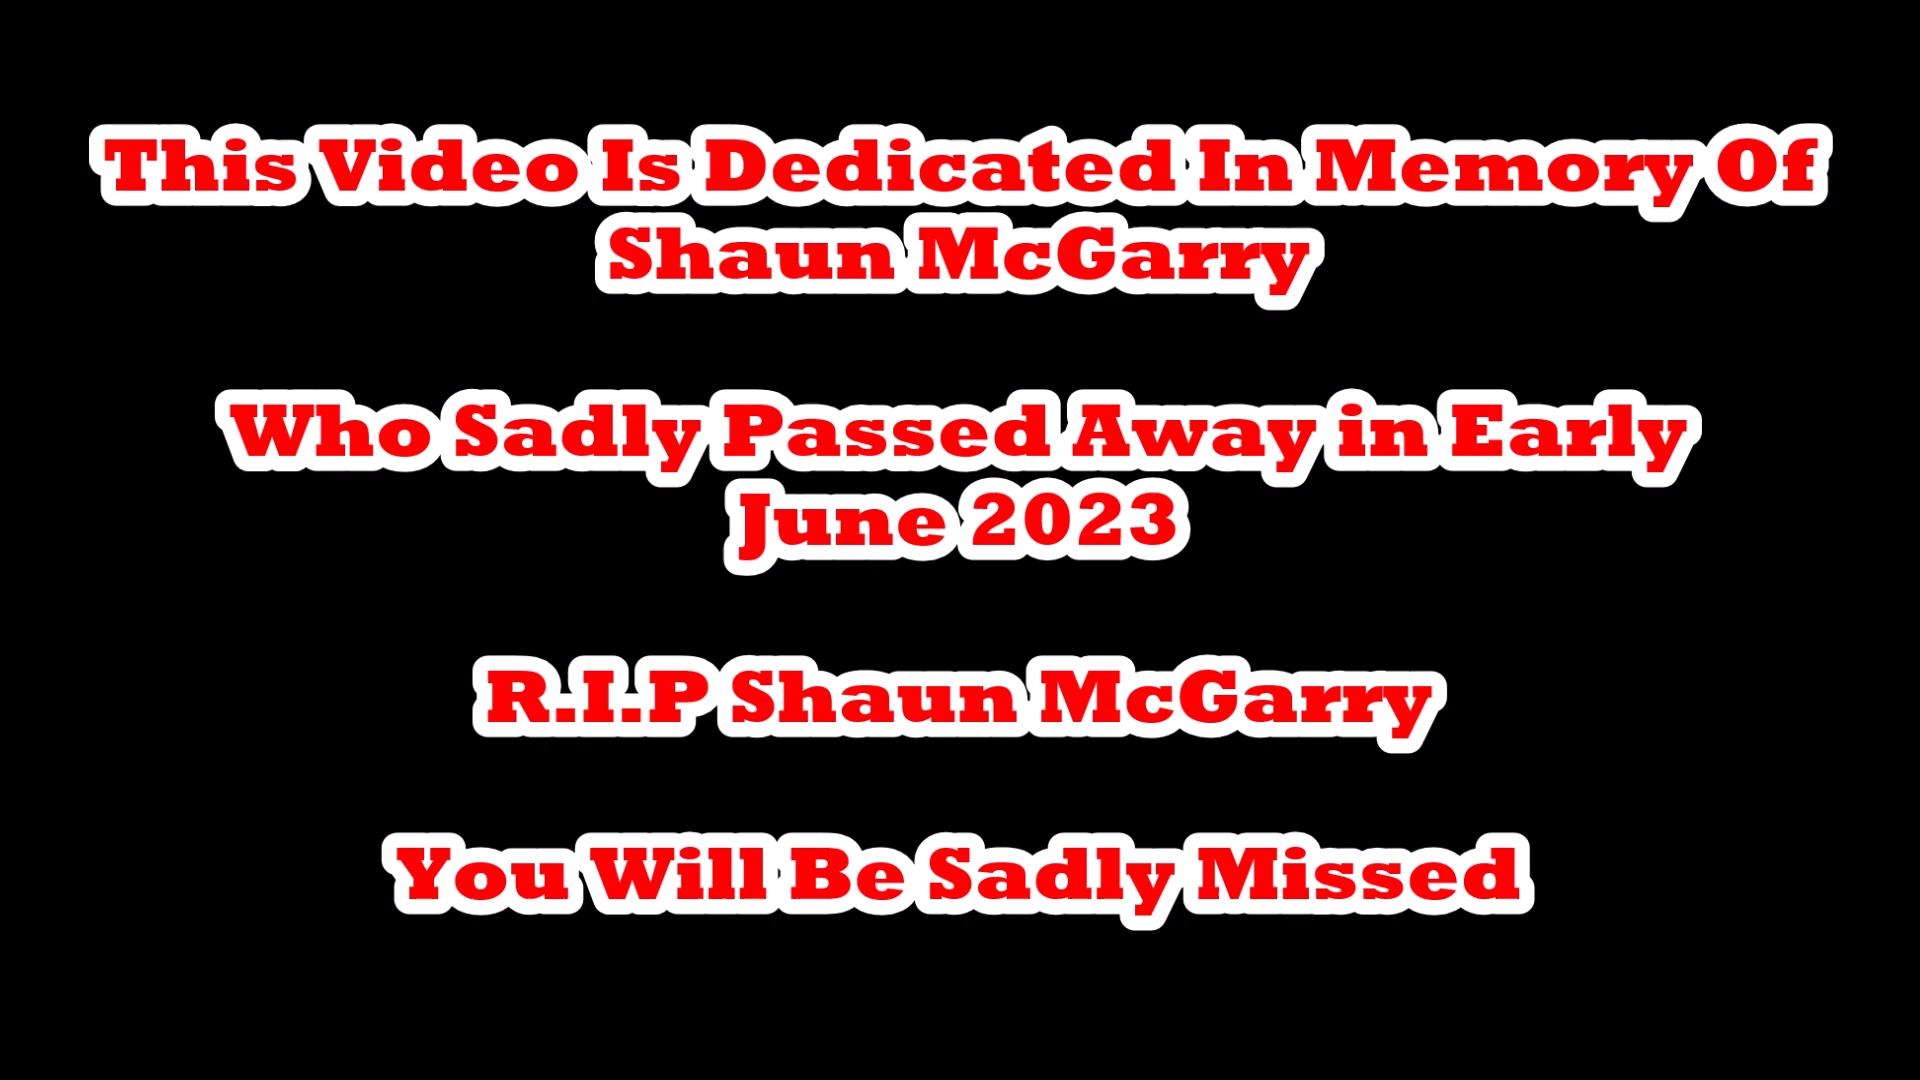 This Video Is Dedicated In Memory Of
Shaun McGarry
Who Sadly Passed Away in Early
June 2023
R.I.P Shaun McGarry
You Will Be Sadly Missed